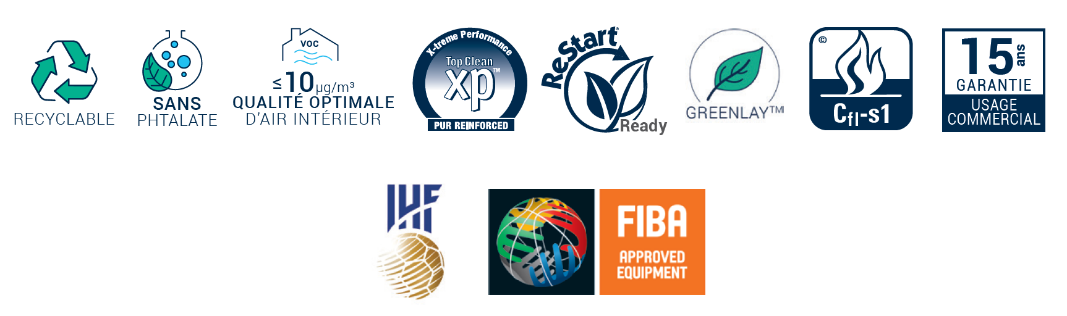 RECYCLABLE
SANS
PHTALATE
VOC
≤10µg/m³
QUALITÉ OPTIMALE
D'AIR INTÉRIEUR
X-treme Performance
Top Clean
xp™
PUR REINFORCED
ReStart®
Ready
GREENLAY™
©
Cfl-s1
15 ans
GARANTIE
USAGE
COMMERCIAL
IHF
FIBA
APPROVED
EQUIPMENT